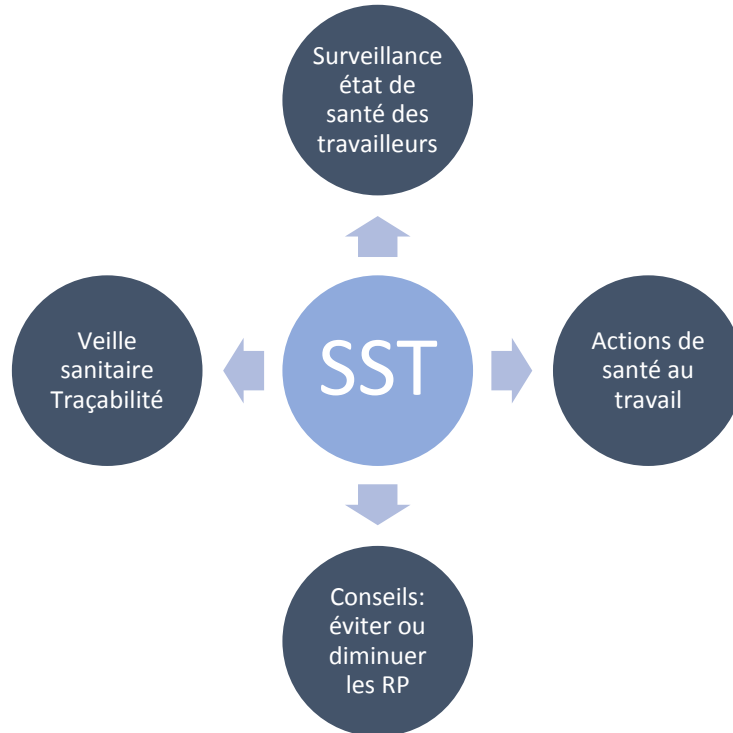 Surveillance
état de
santé des
travailleurs
Veille
sanitaire
Traçabilité
SST
Actions de
santé au
travail
Conseils:
éviter ou
diminuer
les RP